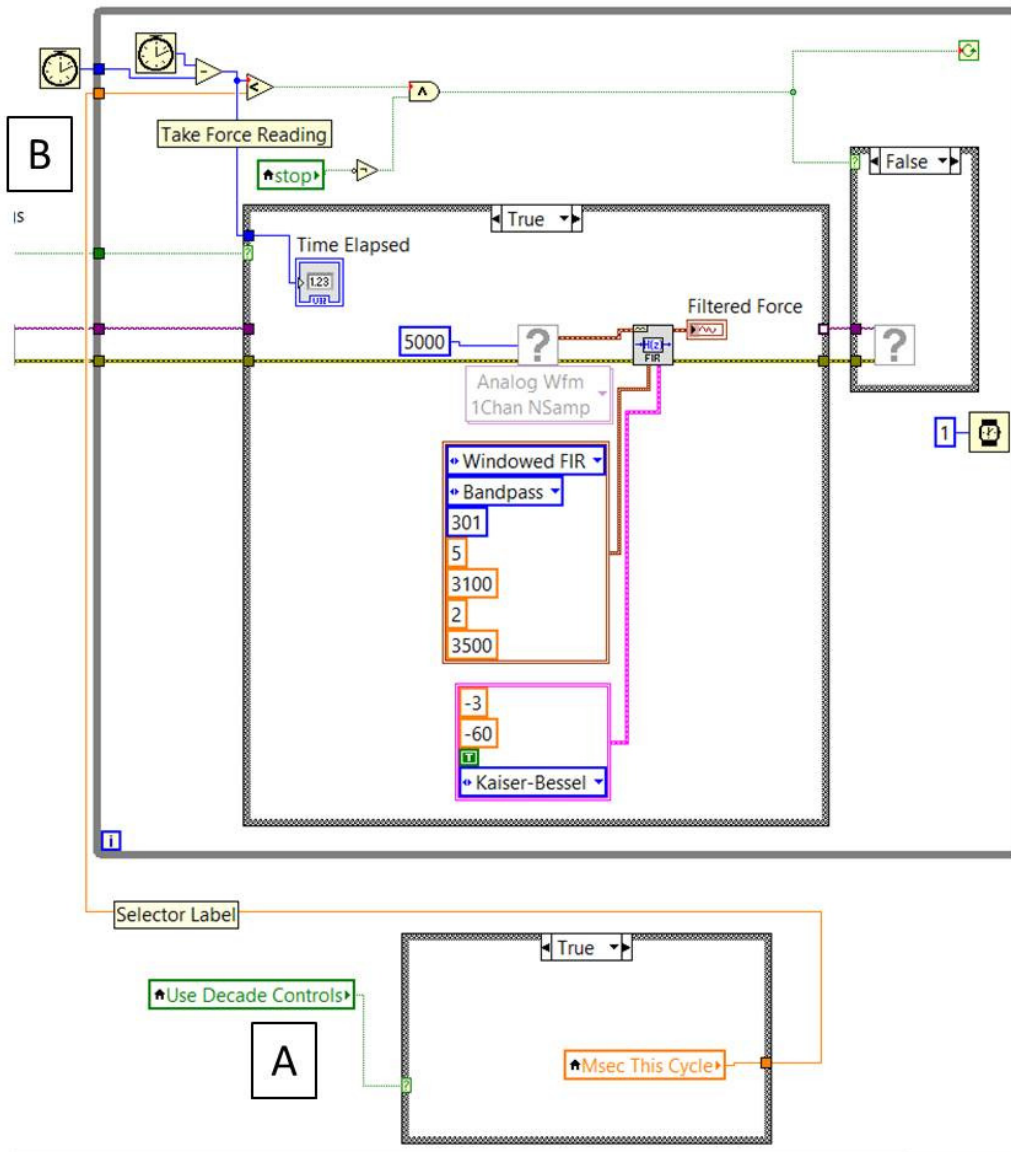 False
Take Force Reading
B
stop
True
Time Elapsed
1.23
Filtered Force
5000
?
H(z)
FIR
?
Analog Wfm
1Chan NSamp
1
Windowed FIR
Bandpass
301
5
3100
2
3500
-3
-60
T
Kaiser-Bessel
i
Selector Label
True
Use Decade Controls
A
Msec This Cycle
?